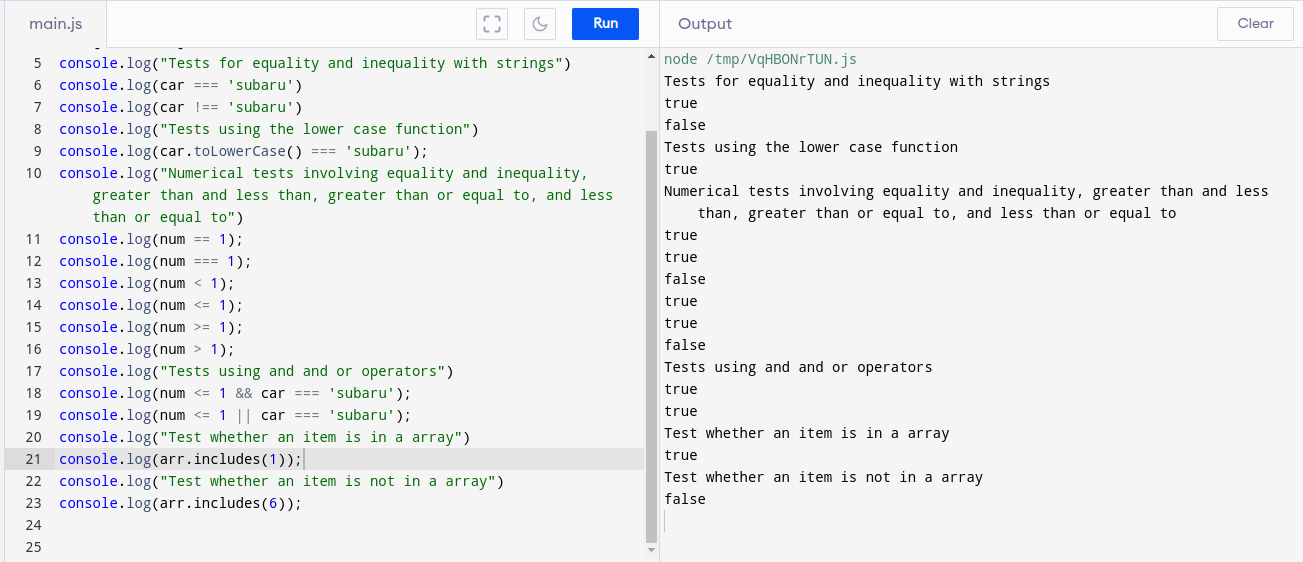 main.js
Run
Output
Clear
5 console.log("Tests for equality and inequality with strings")
6 console.log(car === 'subaru')
7 console.log(car !== 'subaru')
8 console.log("Tests using the lower case function")
9 console.log(car.toLowerCase() === 'subaru');
10 console.log("Numerical tests involving equality and inequality,
greater than and less than, greater than or equal to, and less
than or equal to")
11 console.log(num == 1);
12 console.log(num === 1);
13 console.log(num < 1);
14 console.log(num <= 1);
15 console.log(num >= 1);
16 console.log(num > 1);
17 console.log("Tests using and and or operators")
18 console.log(num <= 1 && car === 'subaru');
19 console.log(num <= 1 || car === 'subaru');
20 console.log("Test whether an item is in a array")
21 console.log(arr.includes(1));
22 console.log("Test whether an item is not in a array")
23 console.log(arr.includes(6));
24
25
node /tmp/VqHBONrTUN.js
Tests for equality and inequality with strings
true
false
Tests using the lower case function
true
Numerical tests involving equality and inequality, greater than and less
than, greater than or equal to, and less than or equal to
true
true
false
true
true
false
Tests using and and or operators
true
true
Test whether an item is in a array
true
Test whether an item is not in a array
false